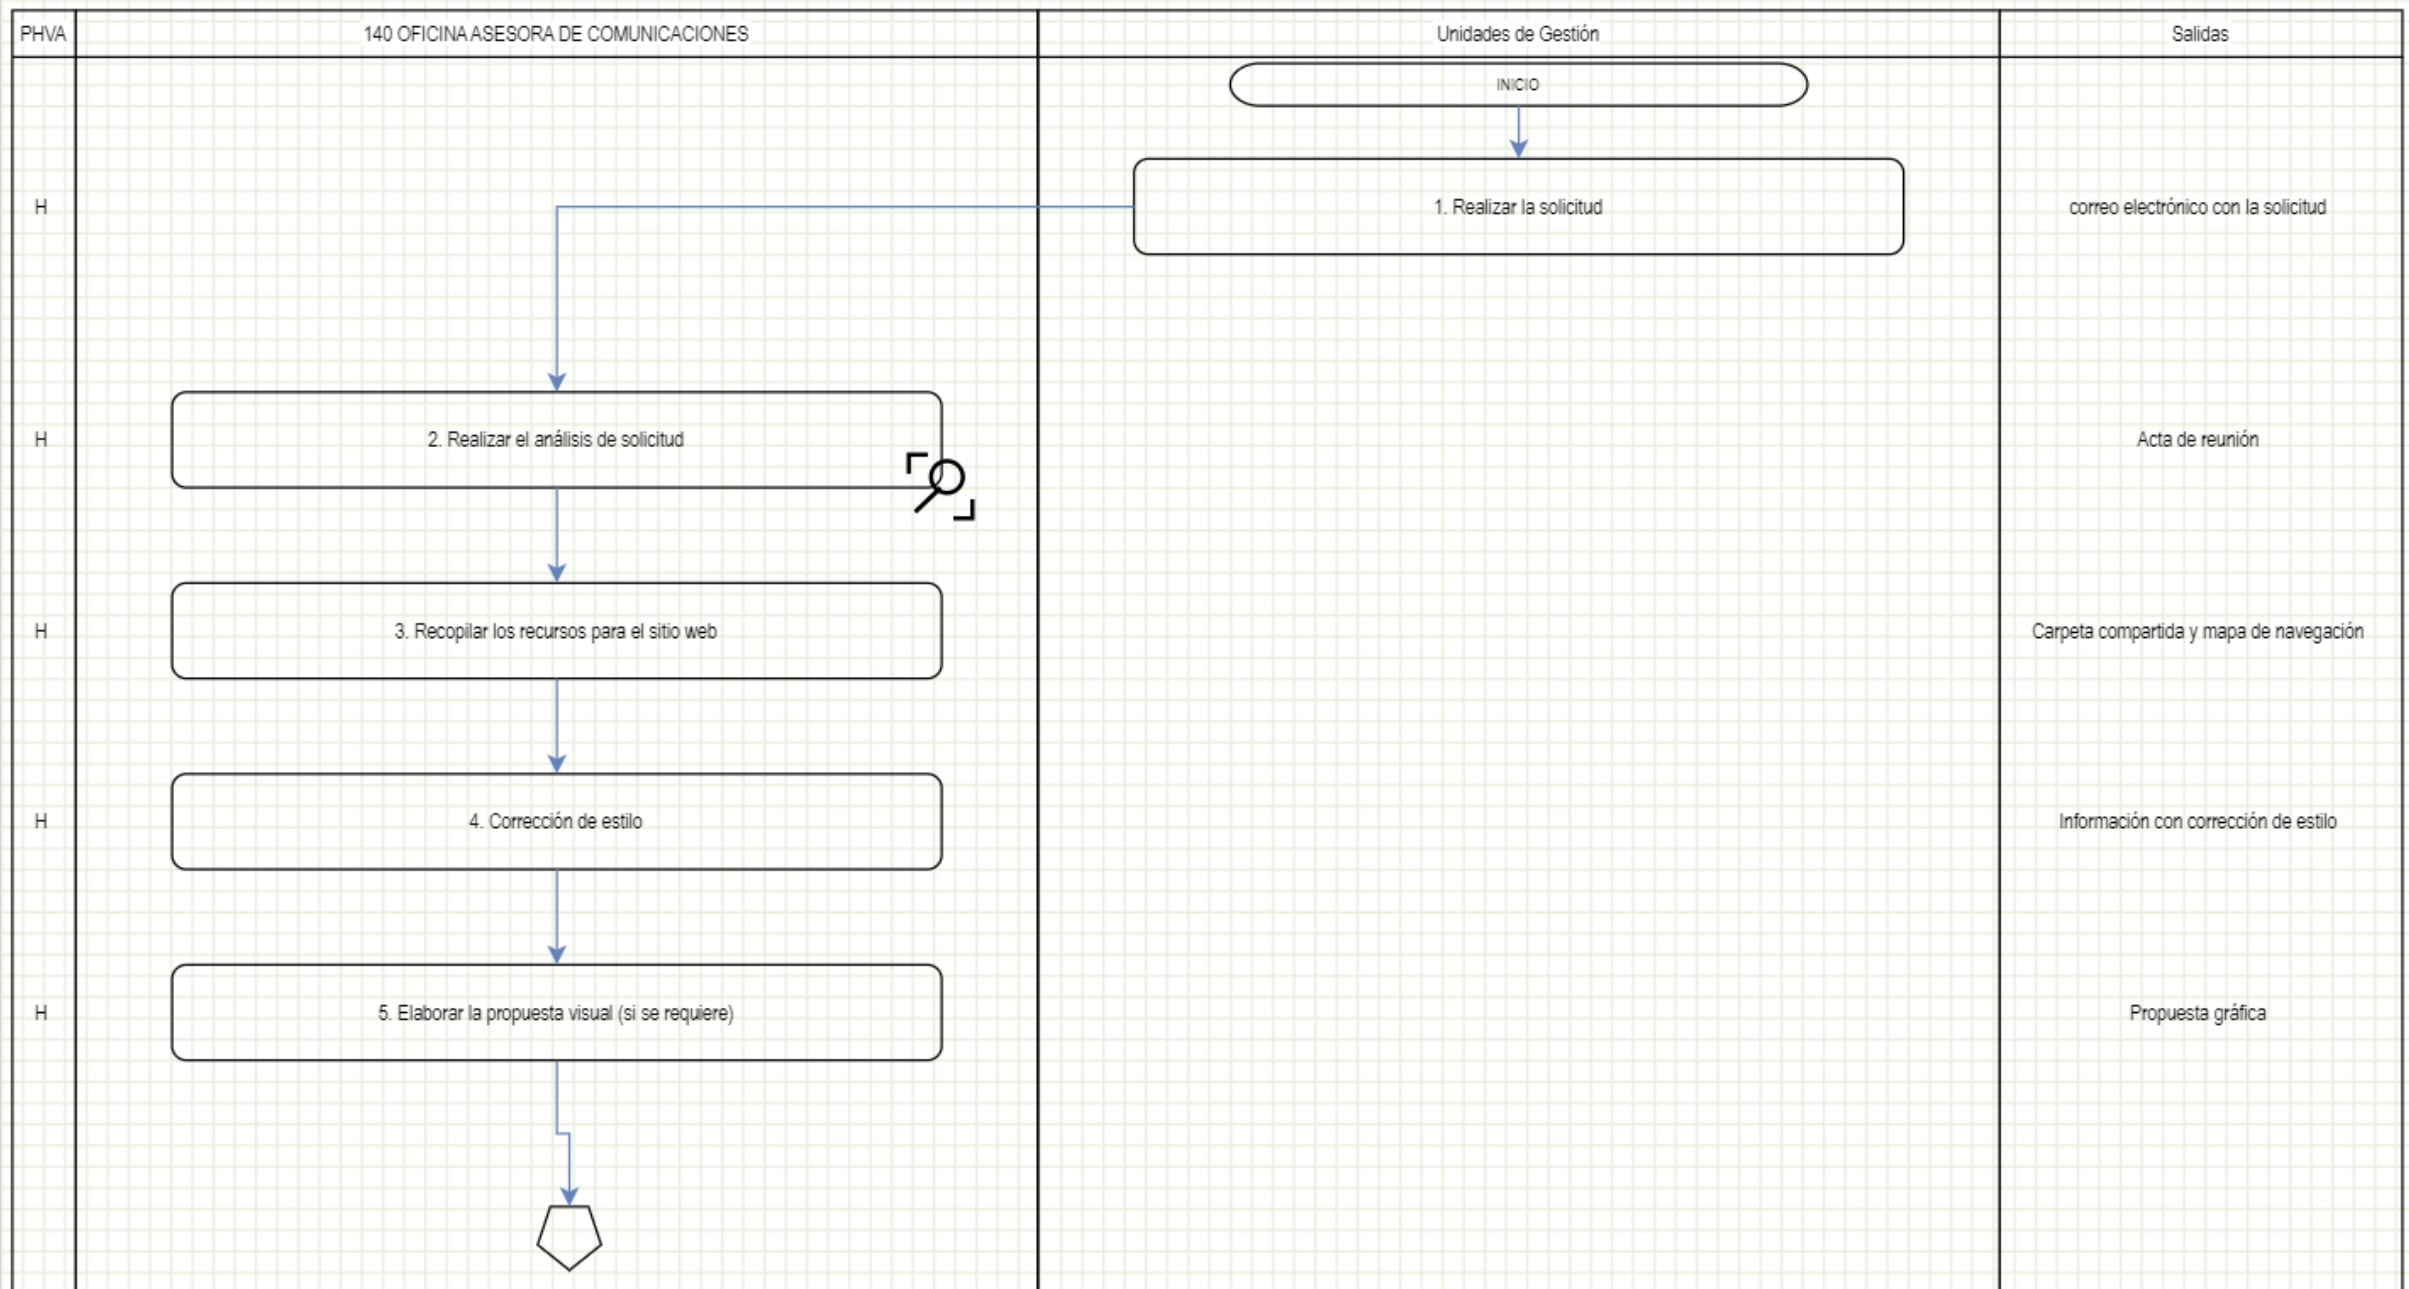 PHVA
140 OFICINA ASESORA DE COMUNICACIONES
Unidades de Gestión
Salidas
INICIO
H
1. Realizar la solicitud
correo electrónico con la solicitud
H
2. Realizar el análisis de solicitud
Acta de reunión
H
3. Recopilar los recursos para el sitio web
Carpeta compartida y mapa de navegación
H
4. Corrección de estilo
Información con corrección de estilo
H
5. Elaborar la propuesta visual (si se requiere)
Propuesta gráfica